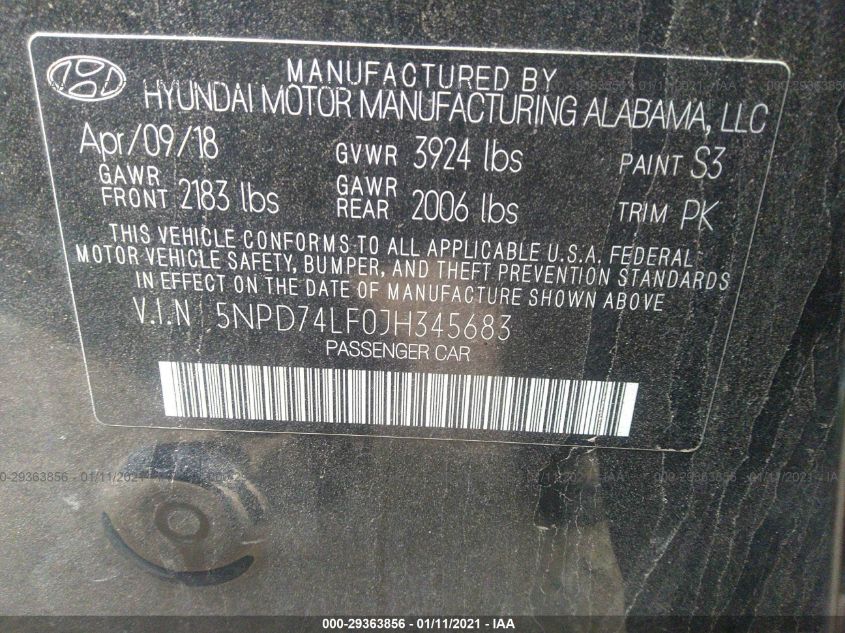 MANUFACTURED BY
HYUNDAI MOTOR MANUFACTURING ALABAMA, LLC
Apr/09/18 GVWR 3924 lbs PAINT S3
GAWR FRONT 2183 lbs GAWR REAR 2006 lbs TRIM PK
THIS VEHICLE CONFORMS TO ALL APPLICABLE U.S.A. FEDERAL
MOTOR VEHICLE SAFETY, BUMPER, AND THEFT PREVENTION STANDARDS
IN EFFECT ON THE DATE OF MANUFACTURE SHOWN ABOVE.
V.I.N 5NPD74LF0JH345683
PASSENGER CAR
000-29363856 - 01/11/2021 - IAA